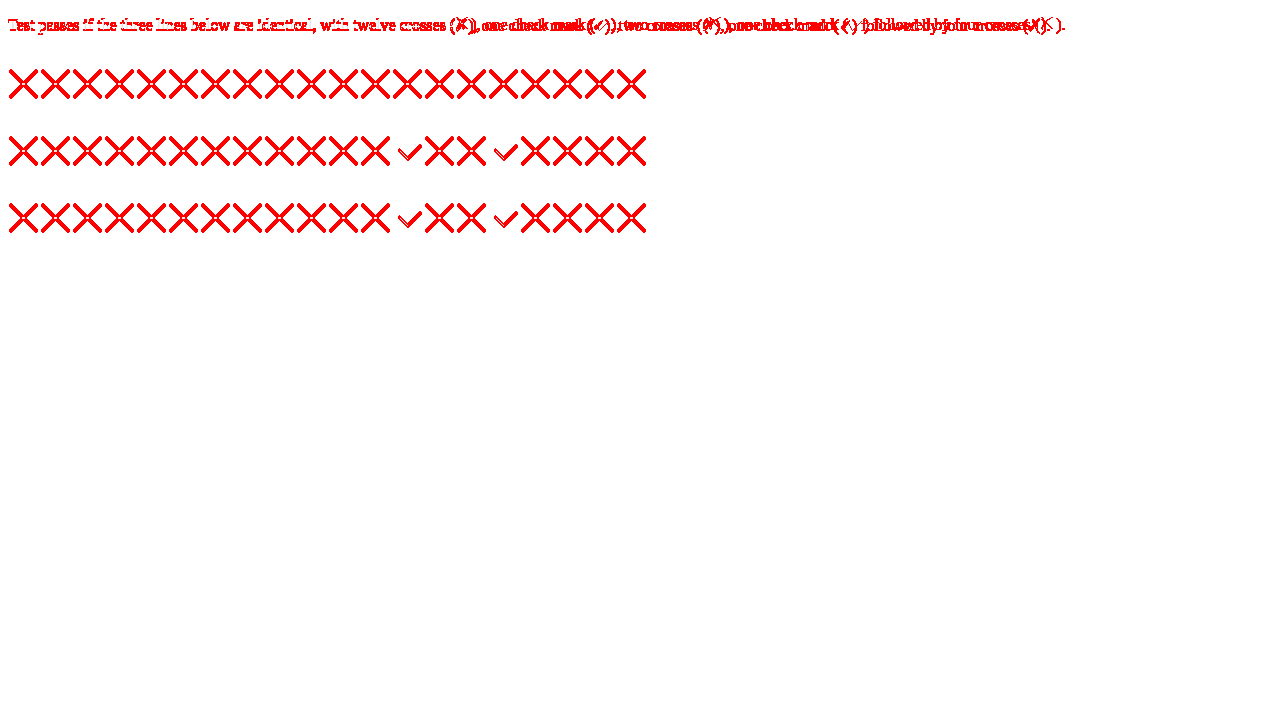 Test passes if the three lines below are identical, with twelve crosses (✗), one check mark (✓), two crosses (✗), one check mark (✓) followed by four crosses (✗).
✗✗✗✗✗✗✗✗✗✗✗✗✗✗✗✗✗✗✗✗
✗✗✗✗✗✗✗✗✗✗✗✗✓✗✗✓✗✗✗✗
✗✗✗✗✗✗✗✗✗✗✗✗✓✗✗✓✗✗✗✗